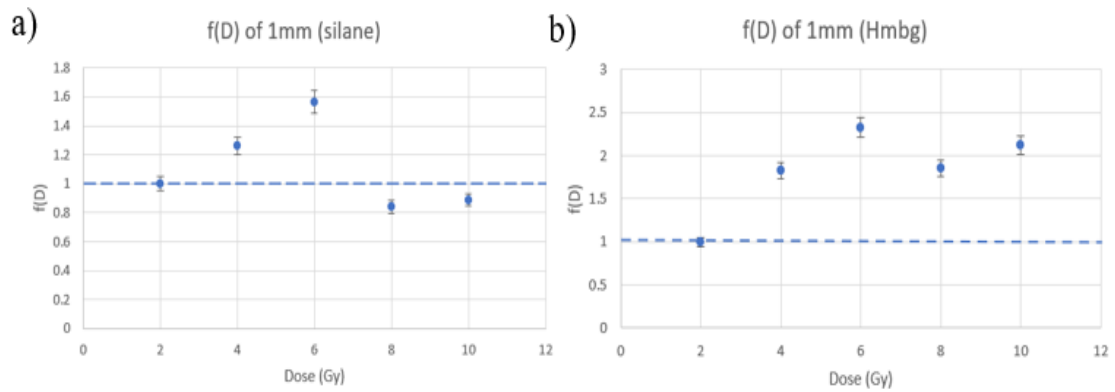 a)
f(D) of 1mm (silane)
1.8
1.6
1.4
1.2
1
0.8
0.6
0.4
0.2
0
f(D)
0 2 4 6 8 10 12
Dose (Gy)
b)
f(D) of 1mm (Hmbg)
3
2.5
2
1.5
1
0.5
0
f(D)
0 2 4 6 8 10 12
Dose (Gy)